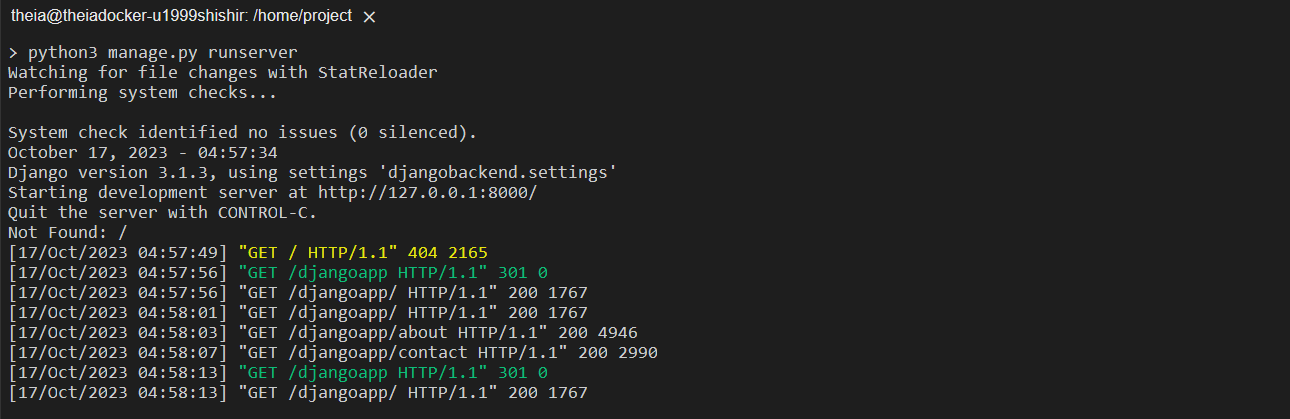 theia@theiadocker-u1999shishir: /home/project ×
> python3 manage.py runserver
Watching for file changes with StatReloader
Performing system checks...
System check identified no issues (0 silenced).
October 17, 2023 - 04:57:34
Django version 3.1.3, using settings 'djangobackend.settings'
Starting development server at http://127.0.0.1:8000/
Quit the server with CONTROL-C.
Not Found: /
[17/Oct/2023 04:57:49] "GET / HTTP/1.1" 404 2165
[17/Oct/2023 04:57:56] "GET /djangoapp HTTP/1.1" 301 0
[17/Oct/2023 04:57:56] "GET /djangoapp/ HTTP/1.1" 200 1767
[17/Oct/2023 04:58:01] "GET /djangoapp/ HTTP/1.1" 200 1767
[17/Oct/2023 04:58:03] "GET /djangoapp/about HTTP/1.1" 200 4946
[17/Oct/2023 04:58:07] "GET /djangoapp/contact HTTP/1.1" 200 2990
[17/Oct/2023 04:58:13] "GET /djangoapp HTTP/1.1" 301 0
[17/Oct/2023 04:58:13] "GET /djangoapp/ HTTP/1.1" 200 1767